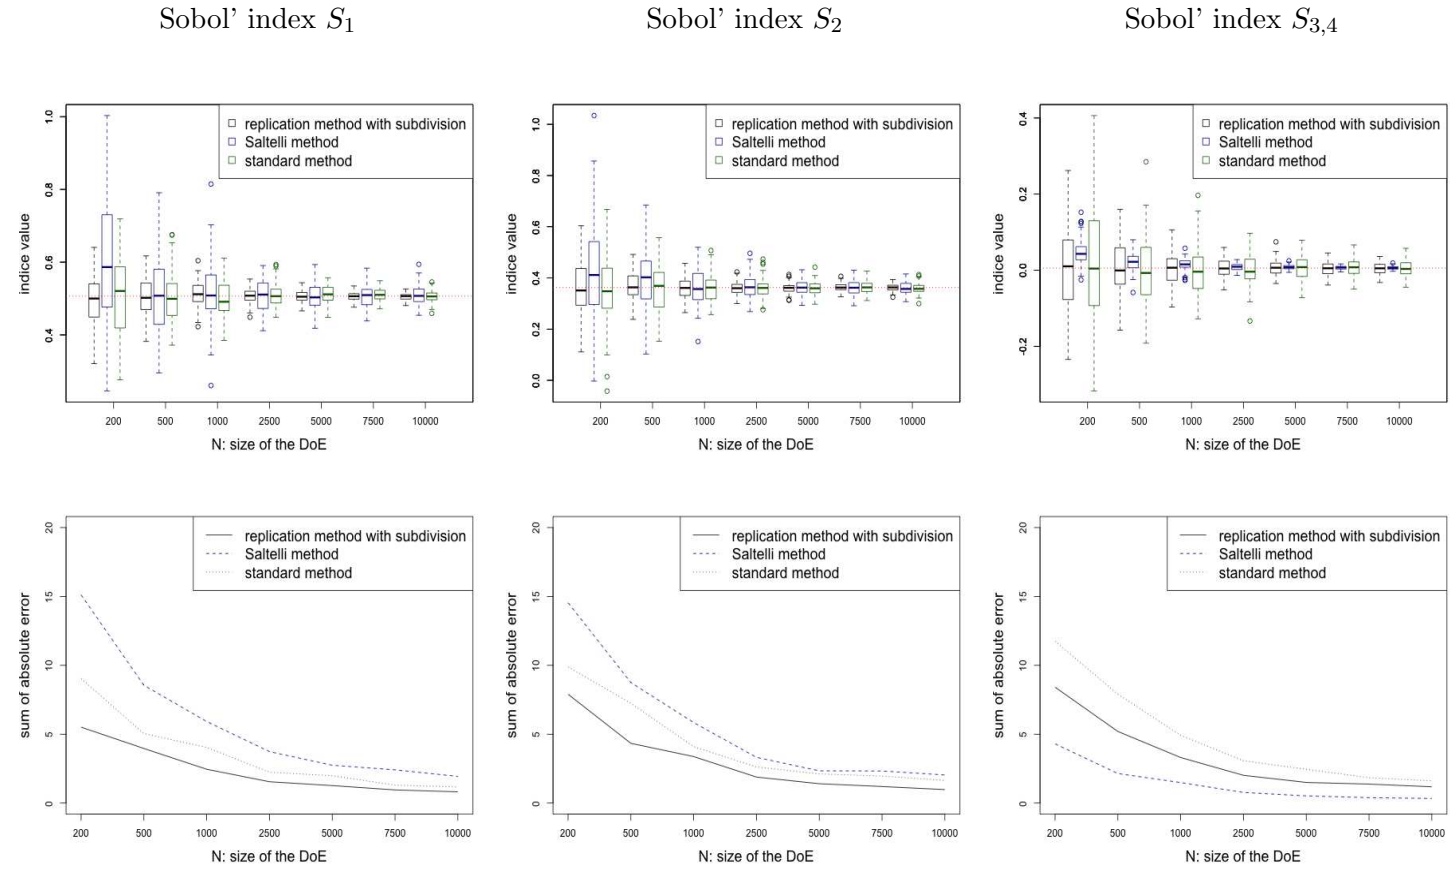 Sobol' index S1
Sobol' index S2
Sobol' index S3,4
indice value
1.0
0.8
0.6
0.4
replication method with subdivision
Saltelli method
standard method
200 500 1000 2500 5000 7500 10000
N: size of the DoE
indice value
1.0
0.8
0.6
0.4
0.2
0.0
replication method with subdivision
Saltelli method
standard method
200 500 1000 2500 5000 7500 10000
N: size of the DoE
indice value
0.4
0.2
0.0
-0.2
replication method with subdivision
Saltelli method
standard method
200 500 1000 2500 5000 7500 10000
N: size of the DoE
sum of absolute error
20
15
10
5
0
replication method with subdivision
Saltelli method
standard method
200 500 1000 2500 5000 7500 10000
N: size of the DoE
sum of absolute error
20
15
10
5
0
replication method with subdivision
Saltelli method
standard method
200 500 1000 2500 5000 7500 10000
N: size of the DoE
sum of absolute error
20
15
10
5
0
replication method with subdivision
Saltelli method
standard method
200 500 1000 2500 5000 7500 10000
N: size of the DoE